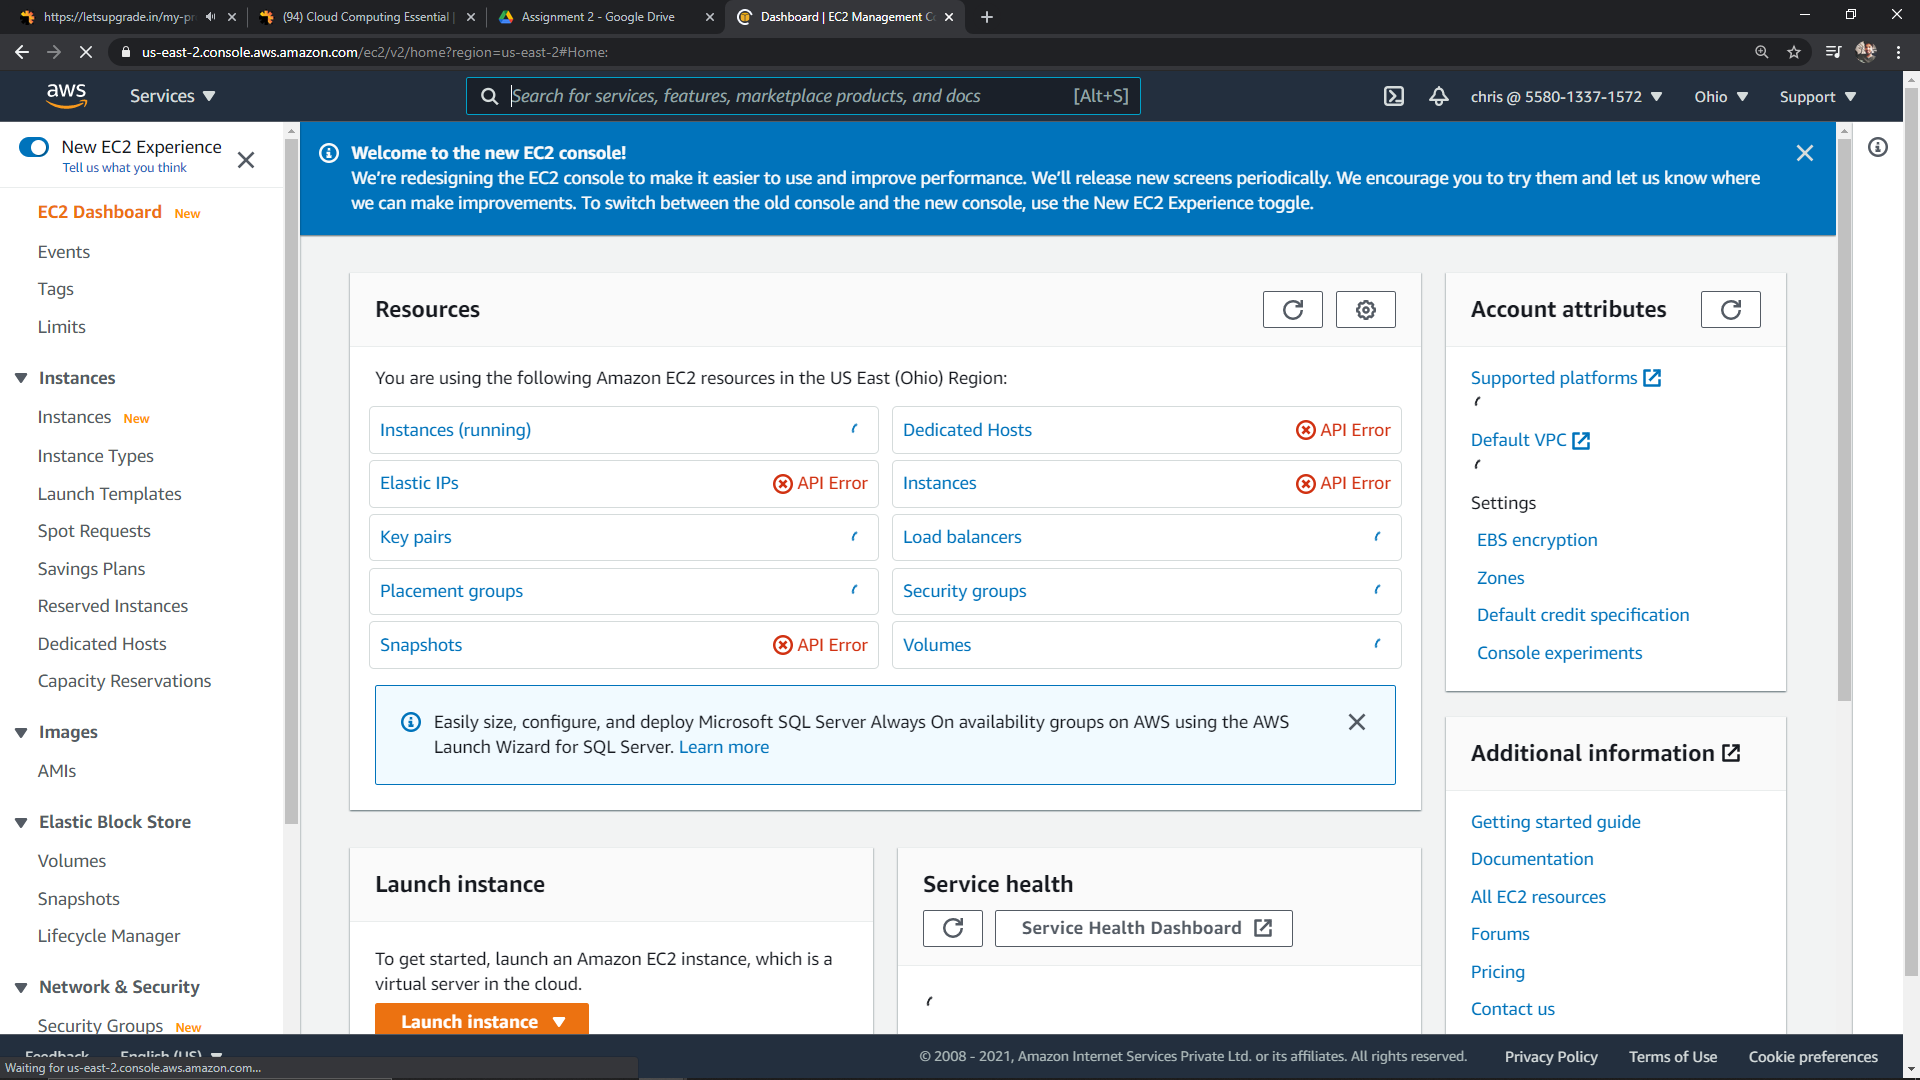 https://letsupgrade.in/my-pr
(94) Cloud Computing Essential |
Assignment 2 - Google Drive
Dashboard | EC2 Management C
us-east-2.console.aws.amazon.com/ec2/v2/home?region=us-east-2#Home:
aws
Services
Search for services, features, marketplace products, and docs
[Alt+S]
chris @ 5580-1337-1572
Ohio
Support
New EC2 Experience
Tell us what you think
EC2 Dashboard New
Events
Tags
Limits
Instances
Instances New
Instance Types
Launch Templates
Spot Requests
Savings Plans
Reserved Instances
Dedicated Hosts
Capacity Reservations
Images
AMIs
Elastic Block Store
Volumes
Snapshots
Lifecycle Manager
Network & Security
Security Groups New
Welcome to the new EC2 console!
We're redesigning the EC2 console to make it easier to use and improve performance. We'll release new screens periodically. We encourage you to try them and let us know where
we can make improvements. To switch between the old console and the new console, use the New EC2 Experience toggle.
Resources
You are using the following Amazon EC2 resources in the US East (Ohio) Region:
Instances (running)
Dedicated Hosts API Error
Elastic IPs API Error
Instances API Error
Key pairs
Load balancers
Placement groups
Security groups
Snapshots API Error
Volumes
Easily size, configure, and deploy Microsoft SQL Server Always On availability groups on AWS using the AWS
Launch Wizard for SQL Server. Learn more
Launch instance
To get started, launch an Amazon EC2 instance, which is a
virtual server in the cloud.
Launch instance
Service health
Service Health Dashboard
Account attributes
Supported platforms
Default VPC
Settings
EBS encryption
Zones
Default credit specification
Console experiments
Additional information
Getting started guide
Documentation
All EC2 resources
Forums
Pricing
Contact us
Feedback
English (US)
© 2008 - 2021, Amazon Internet Services Private Ltd. or its affiliates. All rights reserved.
Privacy Policy
Terms of Use
Cookie preferences
Waiting for us-east-2.console.aws.amazon.com...